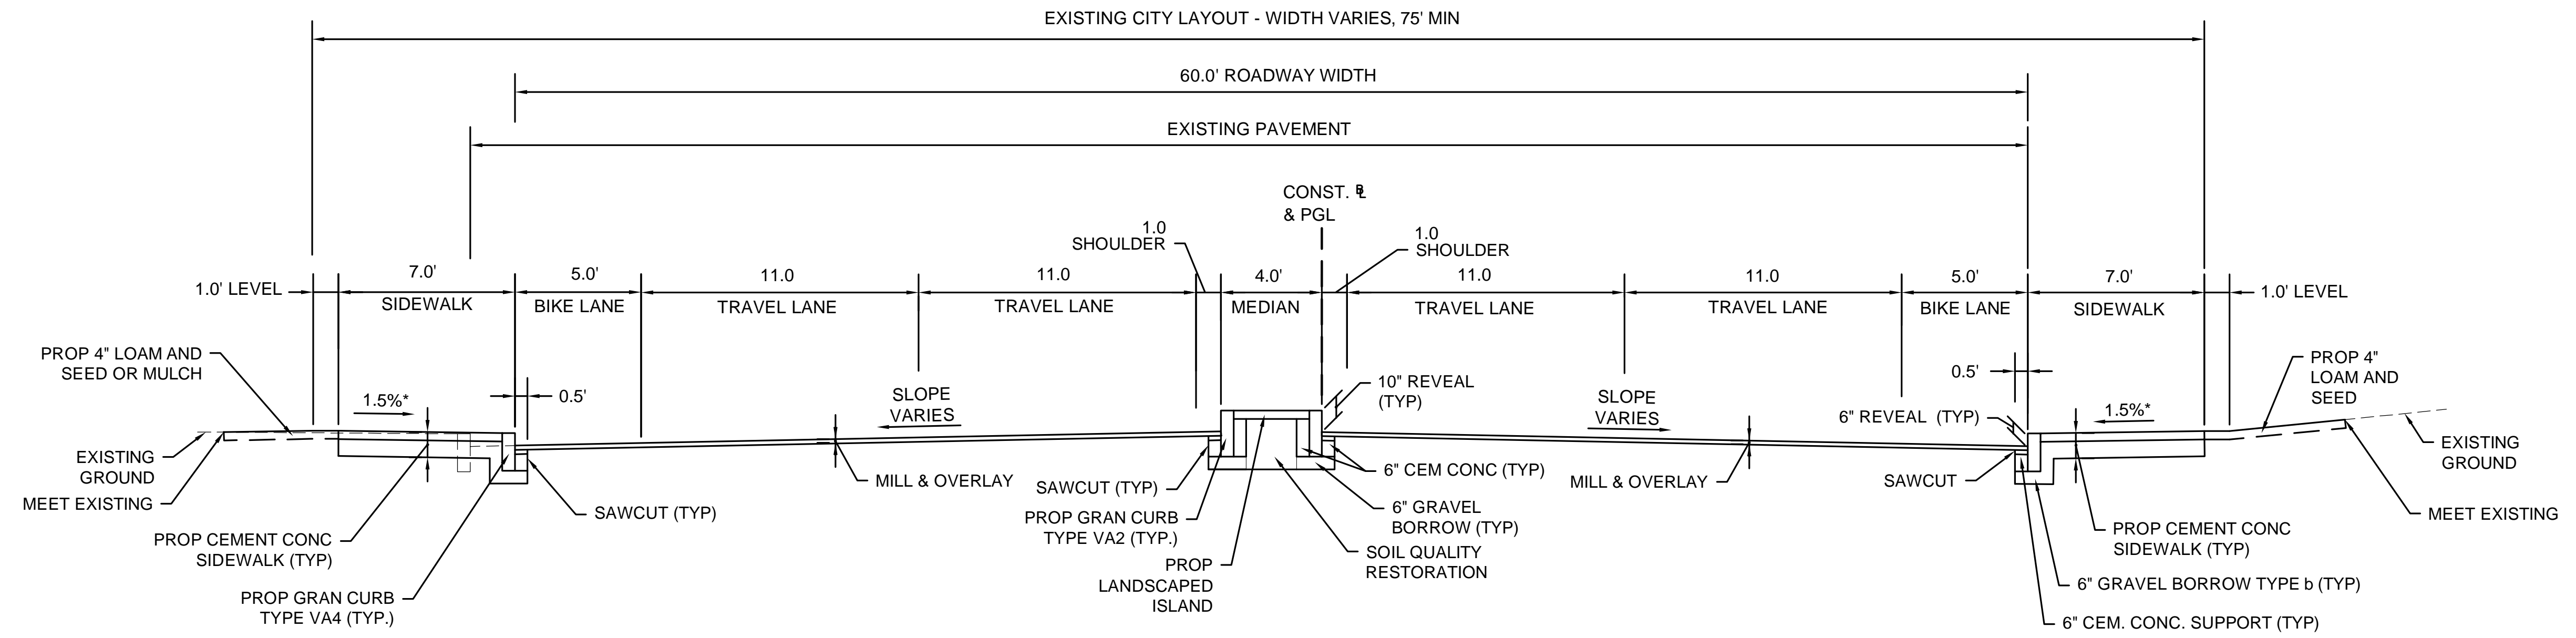 EXISTING CITY LAYOUT - WIDTH VARIES, 75' MIN
60.0' ROADWAY WIDTH
EXISTING PAVEMENT
CONST. ℄
& PGL
1.0
SHOULDER
1.0
SHOULDER
1.0' LEVEL
7.0'
SIDEWALK
5.0'
BIKE LANE
11.0
TRAVEL LANE
11.0
TRAVEL LANE
4.0'
MEDIAN
11.0
TRAVEL LANE
11.0
TRAVEL LANE
5.0'
BIKE LANE
7.0'
SIDEWALK
1.0' LEVEL
PROP 4" LOAM AND
SEED OR MULCH
1.5%*
0.5'
SLOPE
VARIES
10" REVEAL
(TYP)
SLOPE
VARIES
0.5'
6" REVEAL (TYP)
1.5%*
PROP 4"
LOAM AND
SEED
EXISTING
GROUND
MEET EXISTING
PROP CEMENT CONC
SIDEWALK (TYP)
PROP GRAN CURB
TYPE VA4 (TYP.)
SAWCUT (TYP)
MILL & OVERLAY
SAWCUT (TYP)
PROP GRAN CURB
TYPE VA2 (TYP.)
PROP
LANDSCAPED
ISLAND
6" CEM CONC (TYP)
6" GRAVEL
BORROW (TYP)
SOIL QUALITY
RESTORATION
MILL & OVERLAY
SAWCUT
EXISTING
GROUND
MEET EXISTING
PROP CEMENT CONC
SIDEWALK (TYP)
6" GRAVEL BORROW TYPE b (TYP)
6" CEM. CONC. SUPPORT (TYP)